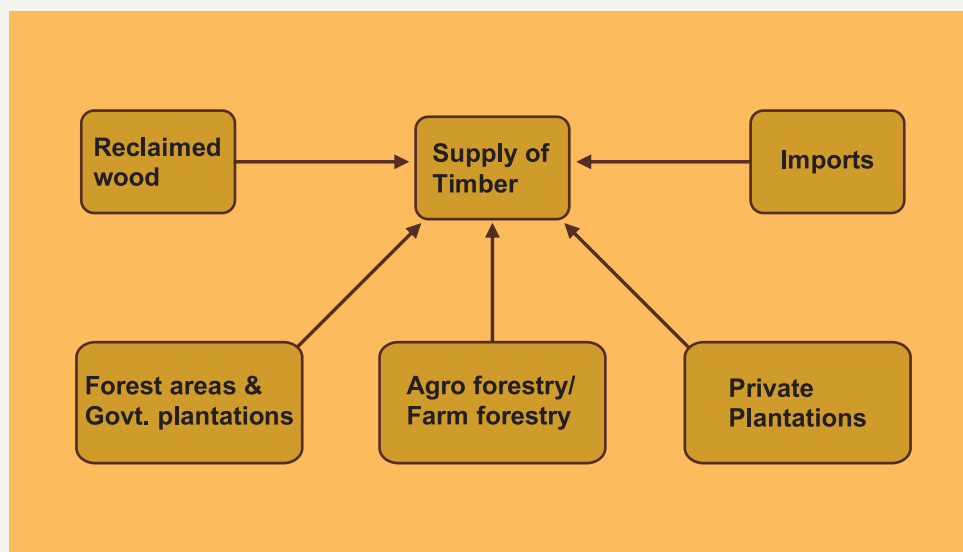 Reclaimed
wood
Supply of
Timber
Imports
Forest areas &
Govt. plantations
Agro forestry/
Farm forestry
Private
Plantations